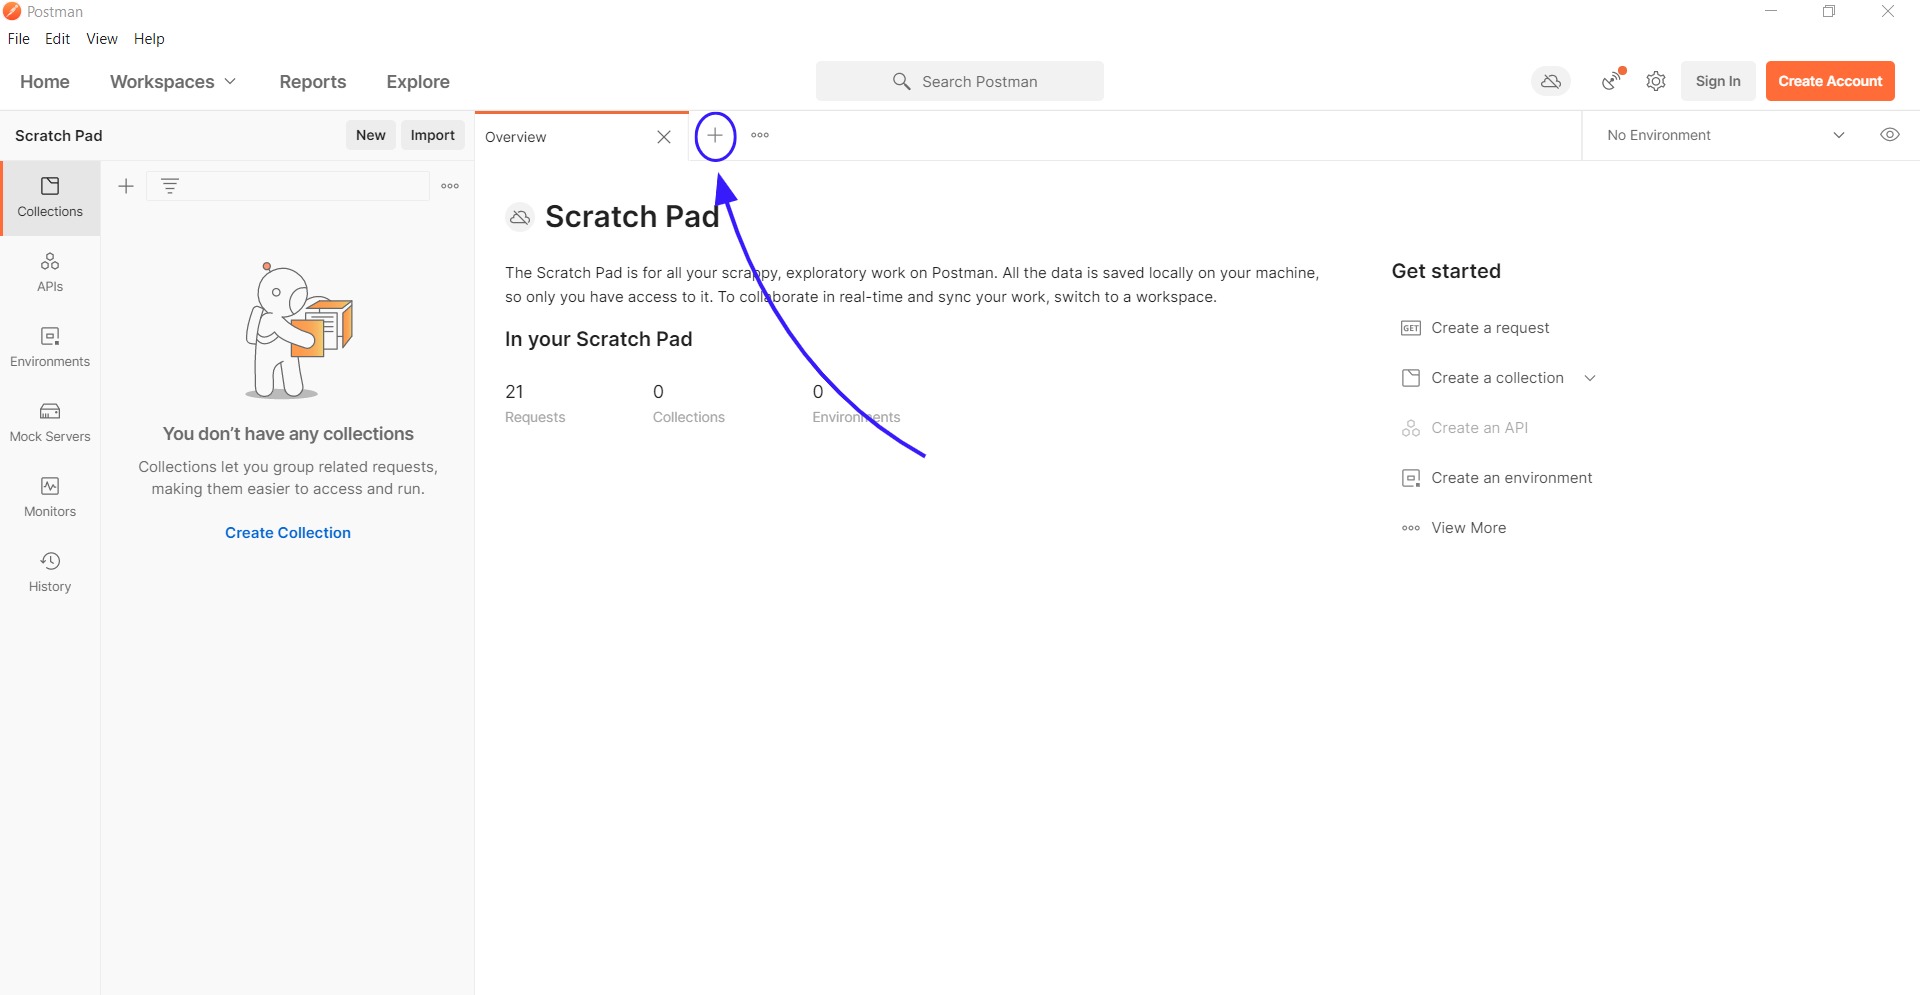 Postman
File Edit View Help
Home Workspaces Reports Explore Search Postman Sign In Create Account
Scratch Pad New Import Overview No Environment
Collections
APIs
Environments
Mock Servers
Monitors
History
You don't have any collections
Collections let you group related requests,
making them easier to access and run.
Create Collection
Scratch Pad
The Scratch Pad is for all your scrappy, exploratory work on Postman. All the data is saved locally on your machine,
so only you have access to it. To collaborate in real-time and sync your work, switch to a workspace.
In your Scratch Pad
21 0 0
Requests Collections Environments
Get started
GET Create a request
Create a collection
Create an API
Create an environment
View More